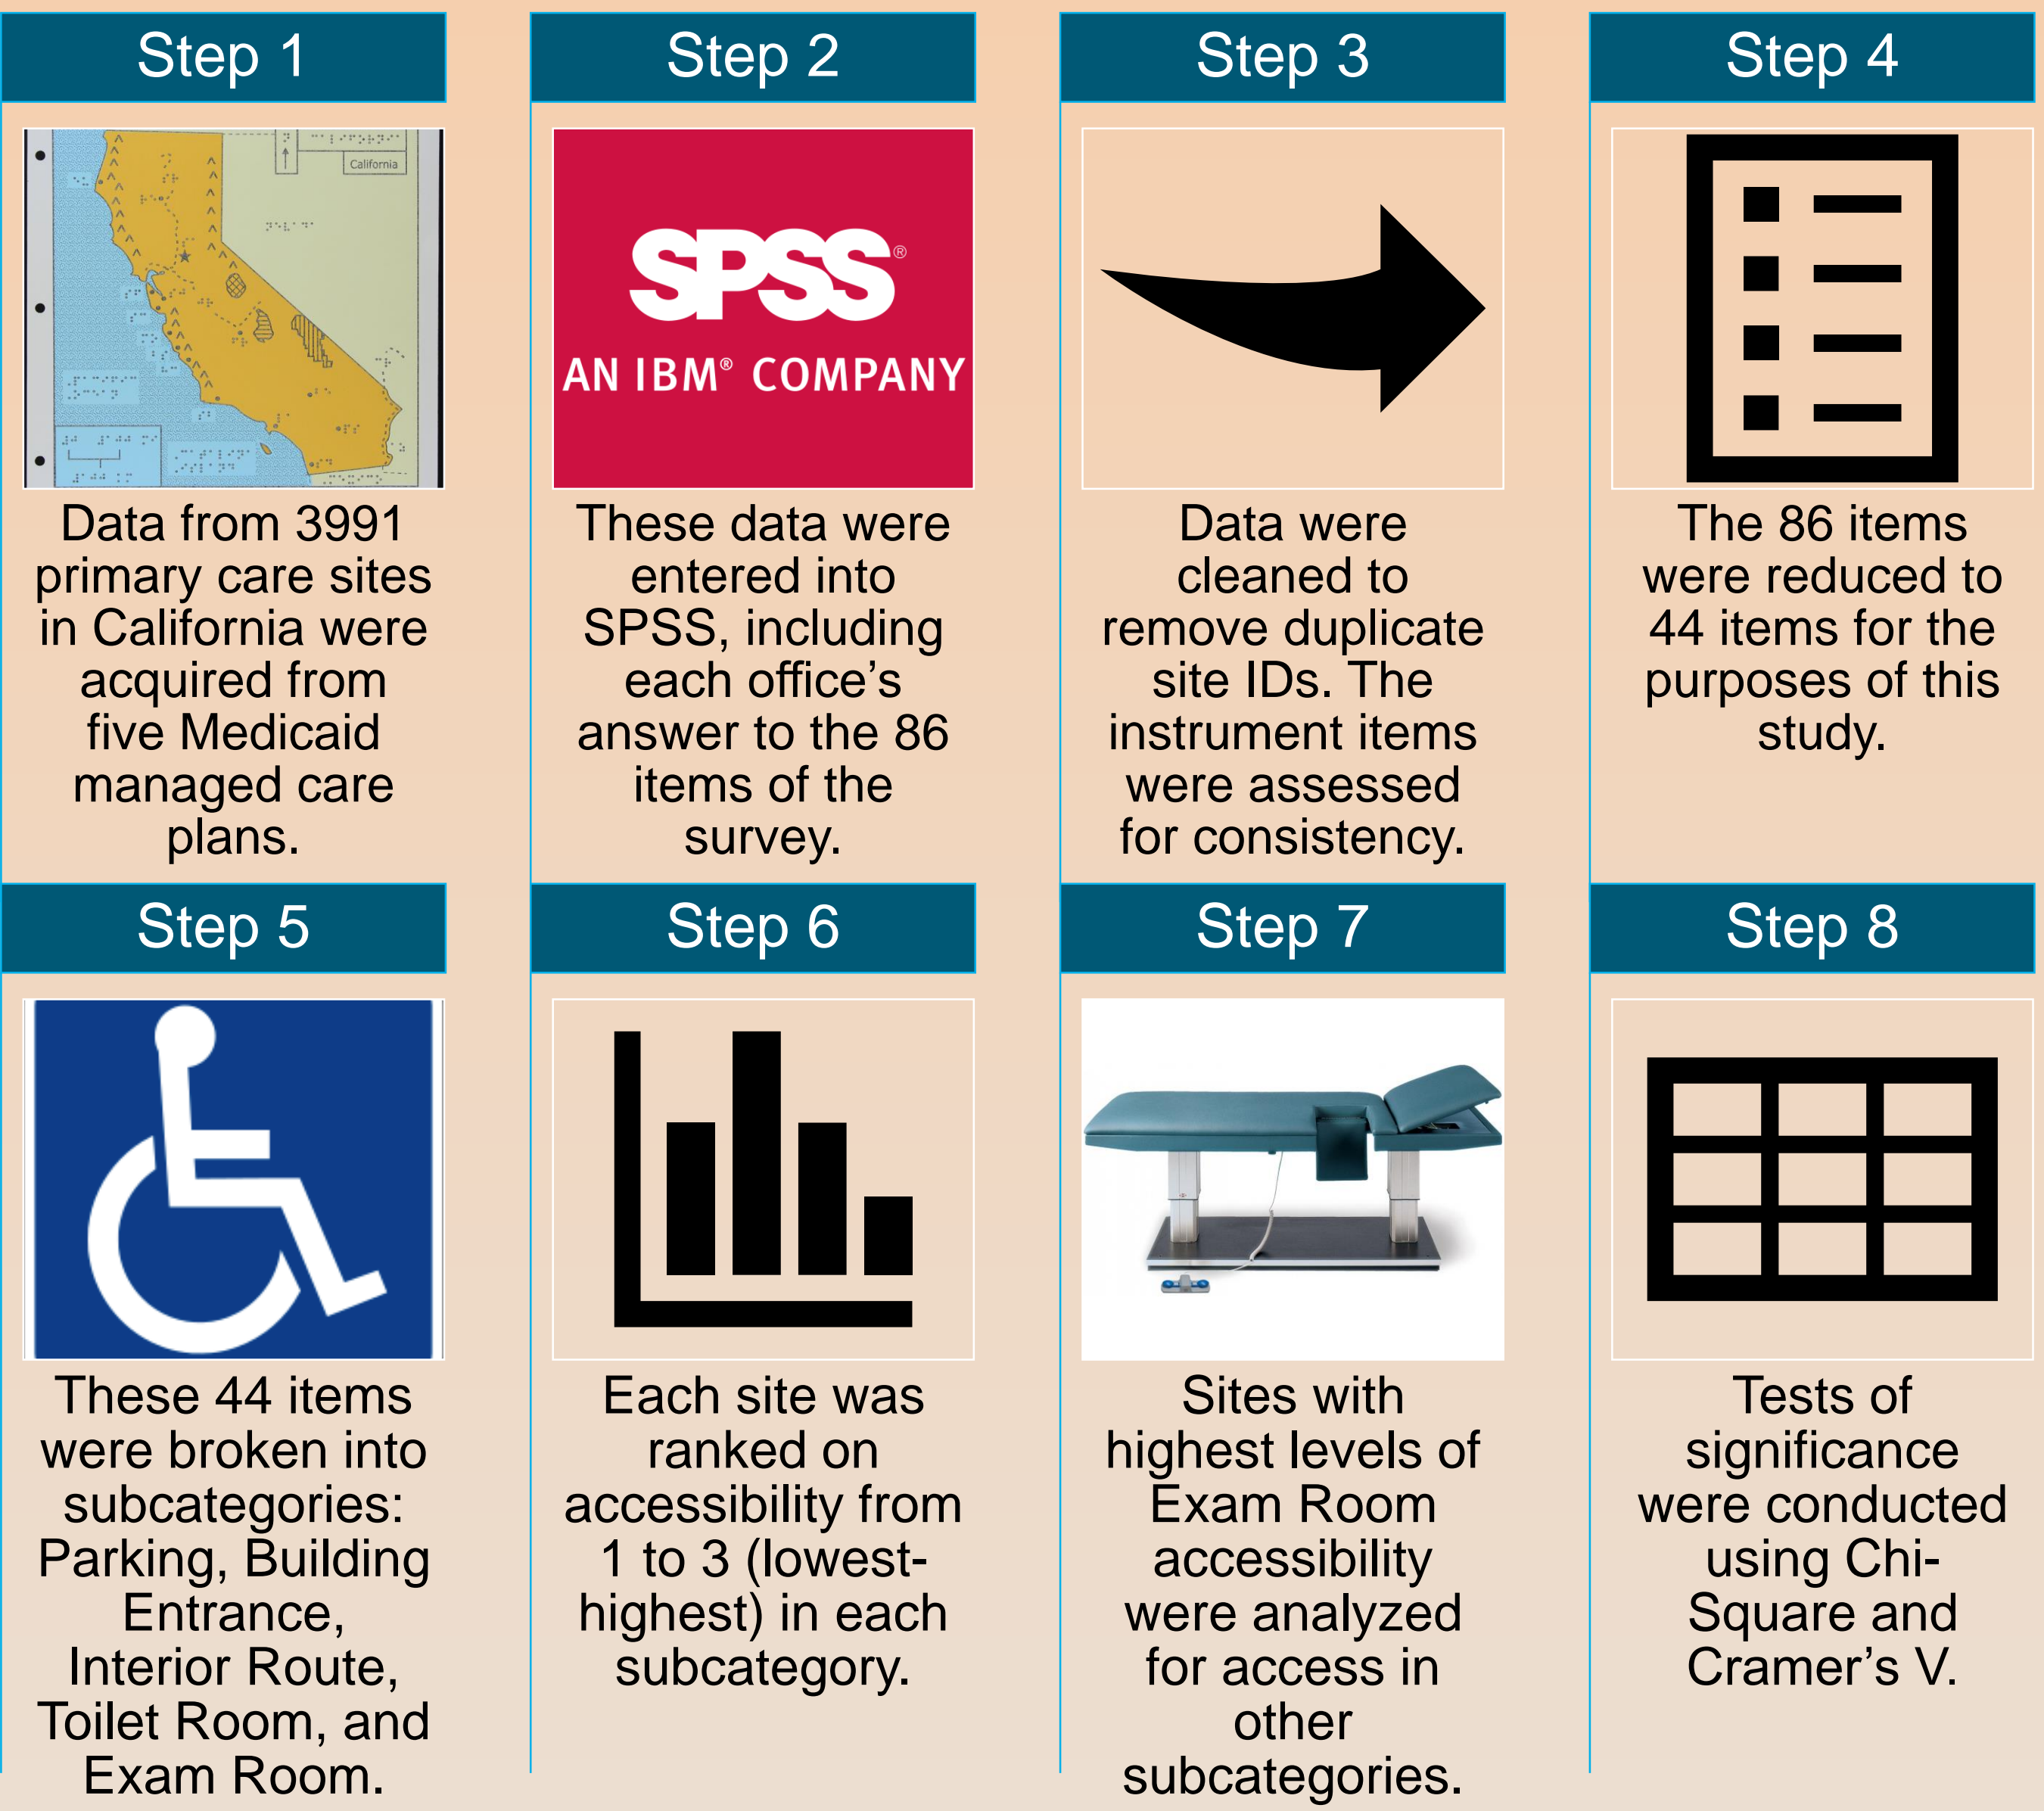 Step 1
California
Data from 3991
primary care sites
in California were
acquired from
five Medicaid
managed care
plans.
Step 2
SPSS®
AN IBM® COMPANY
These data were
entered into
SPSS, including
each office’s
answer to the 86
items of the
survey.
Step 3
Data were
cleaned to
remove duplicate
site IDs. The
instrument items
were assessed
for consistency.
Step 4
The 86 items
were reduced to
44 items for the
purposes of this
study.
Step 5
These 44 items
were broken into
subcategories:
Parking, Building
Entrance,
Interior Route,
Toilet Room, and
Exam Room.
Step 6
Each site was
ranked on
accessibility from
1 to 3 (lowest-
highest) in each
subcategory.
Step 7
Sites with
highest levels of
Exam Room
accessibility
were analyzed
for access in
other
subcategories.
Step 8
Tests of
significance
were conducted
using Chi-
Square and
Cramer’s V.